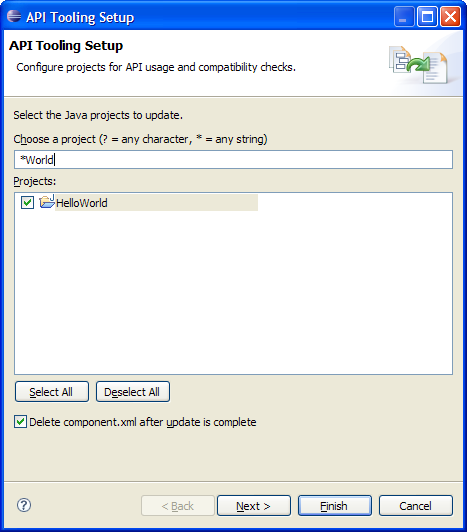 API Tooling Setup
API Tooling Setup
Configure projects for API usage and compatibility checks.
Select the Java projects to update.
Choose a project (? = any character, * = any string)
*World
Projects:
HelloWorld
Select All Deselect All
Delete component.xml after update is complete
? < Back Next > Finish Cancel